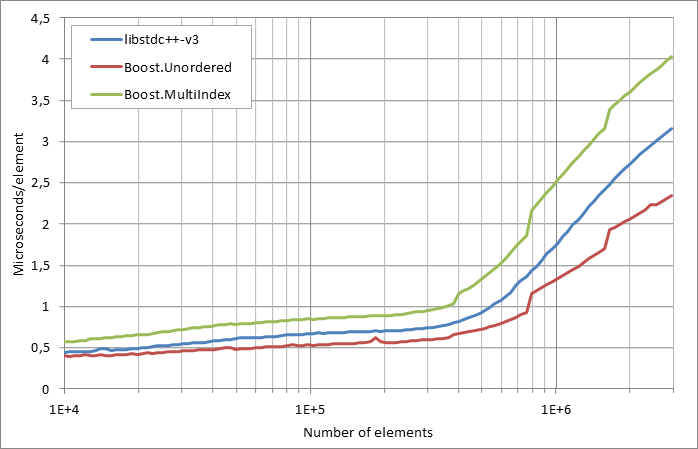 4,5
4
3,5
3
2,5
2
1,5
1
0,5
0
Microseconds/element
libstdc++-v3
Boost.Unordered
Boost.MultiIndex
1E+4 1E+5 1E+6
Number of elements